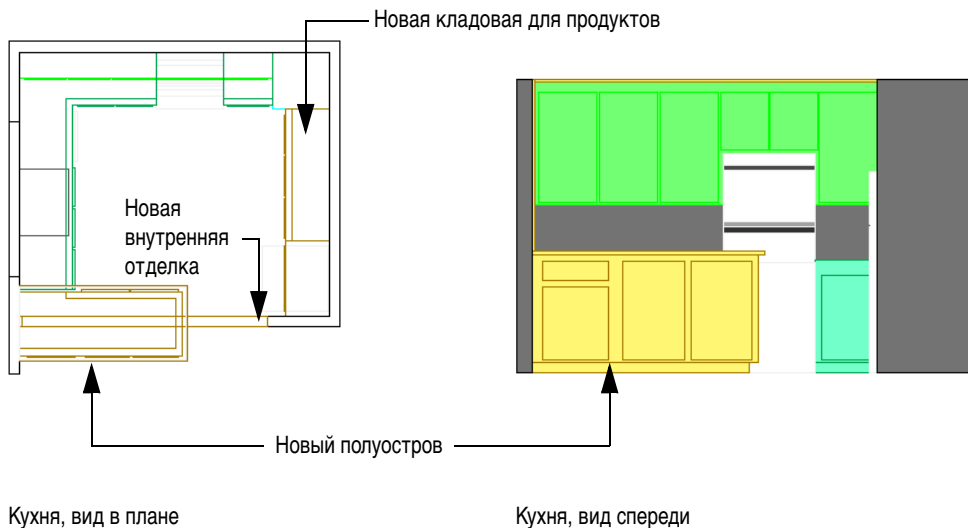 Новая кладовая для продуктов
Новая
внутренняя
отделка
Новый полуостров
Кухня, вид в плане
Кухня, вид спереди